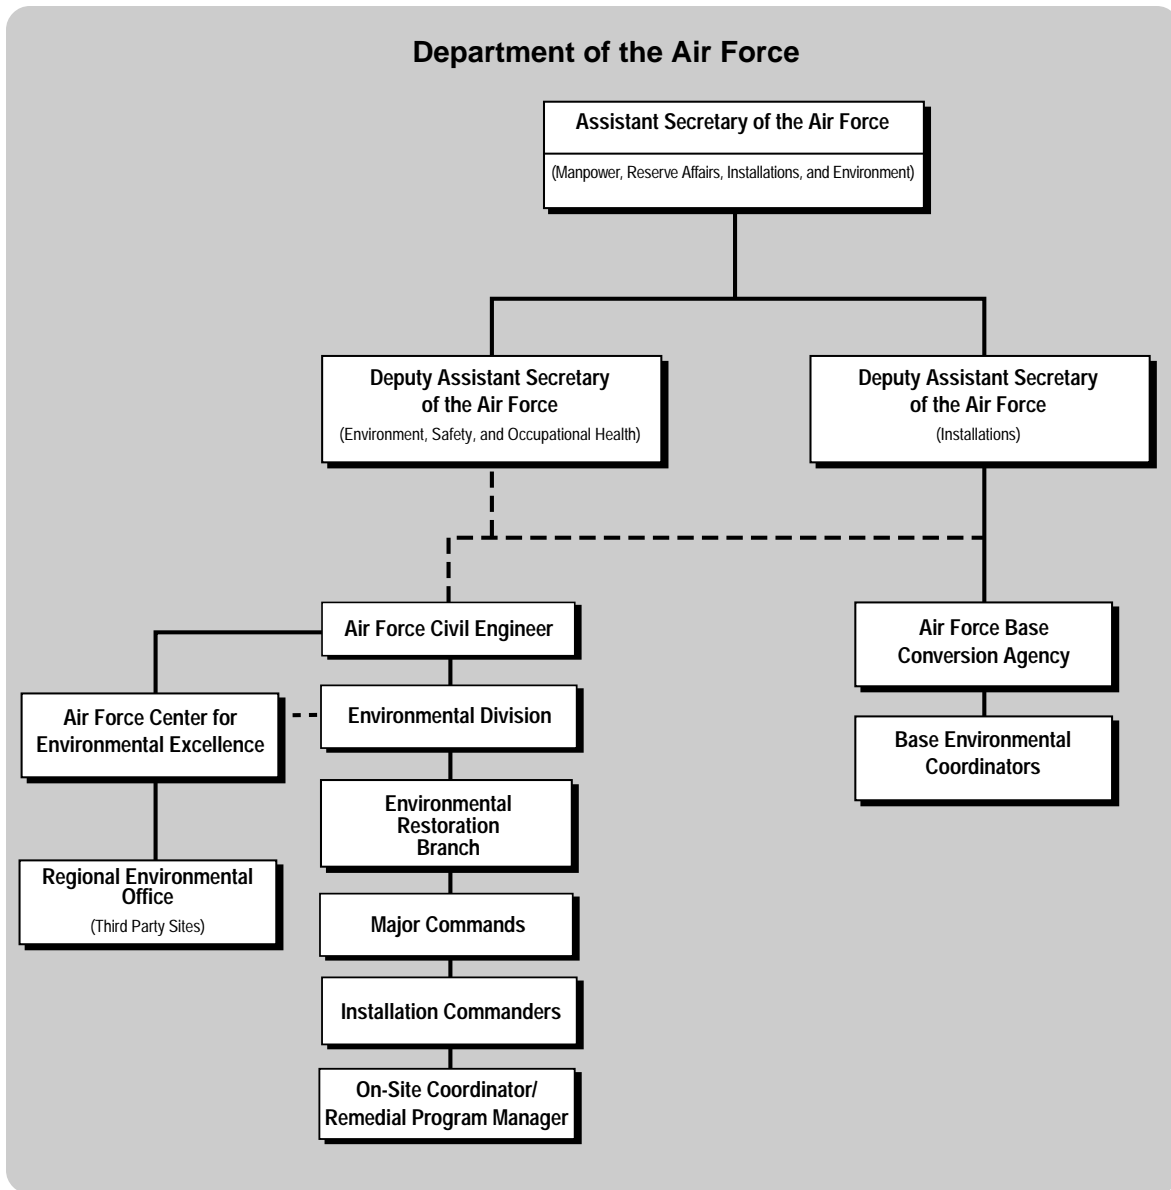 Department of the Air Force
Assistant Secretary of the Air Force
(Manpower, Reserve Affairs, Installations, and Environment)
Deputy Assistant Secretary
of the Air Force
(Environment, Safety, and Occupational Health)
Deputy Assistant Secretary
of the Air Force
(Installations)
Air Force Civil Engineer
Air Force Base
Conversion Agency
Air Force Center for
Environmental Excellence
Environmental Division
Base Environmental
Coordinators
Environmental
Restoration
Branch
Regional Environmental
Office
(Third Party Sites)
Major Commands
Installation Commanders
On-Site Coordinator/
Remedial Program Manager